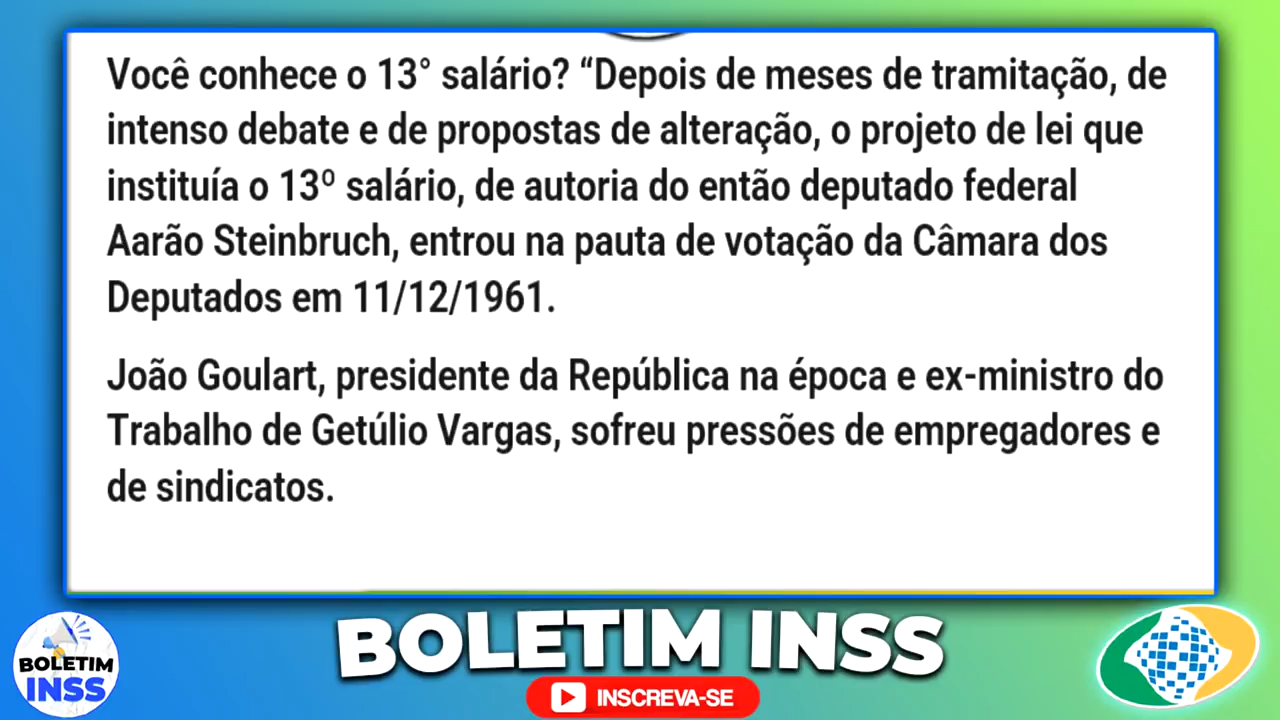 Você conhece o 13° salário? “Depois de meses de tramitação, de
intenso debate e de propostas de alteração, o projeto de lei que
instituía o 13º salário, de autoria do então deputado federal
Aarão Steinbruch, entrou na pauta de votação da Câmara dos
Deputados em 11/12/1961.
João Goulart, presidente da República na época e ex-ministro do
Trabalho de Getúlio Vargas, sofreu pressões de empregadores e
de sindicatos.
BOLETIM INSS
BOLETIM
INSS
INSCREVA-SE